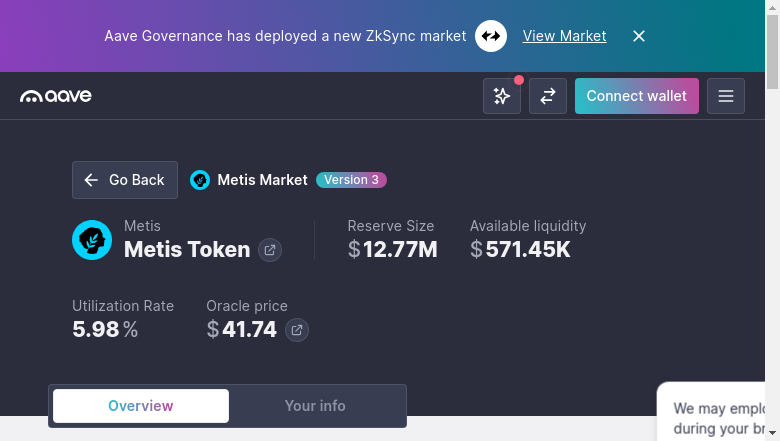 Aave Governance has deployed a new ZkSync market View Market
aave
Connect wallet
Go Back Metis Market Version 3
Metis
Metis Token
Reserve Size
$12.77M
Available liquidity
$571.45K
Utilization Rate
5.98%
Oracle price
$41.74
Overview Your info
We may
during your